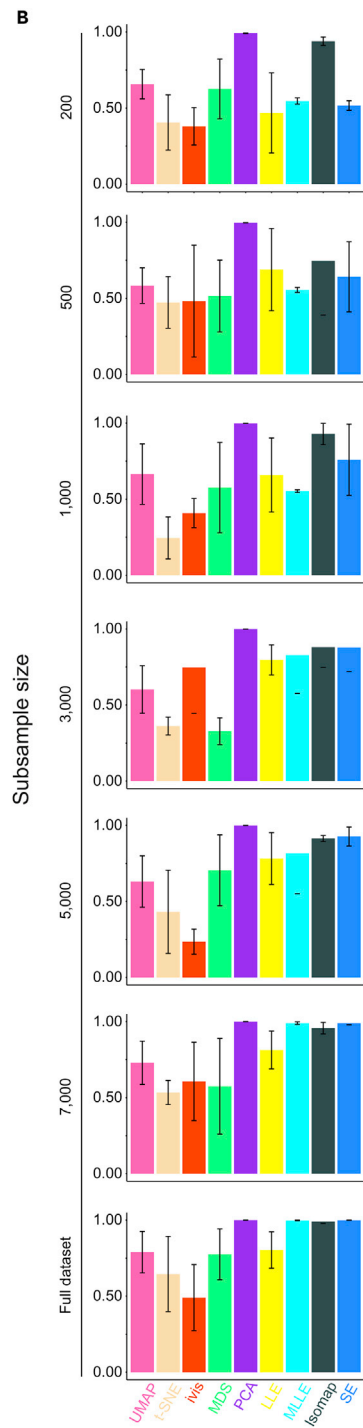 B
Subsample size
200
1.00
0.50
0.00
500
1.00
0.50
0.00
1,000
1.00
0.50
0.00
3,000
1.00
0.50
0.00
5,000
1.00
0.50
0.00
7,000
1.00
0.50
0.00
Full dataset
1.00
0.50
0.00
UMAP
t-SNE
ivis
MDS
PCA
LLE
MLLE
Isomap
SE